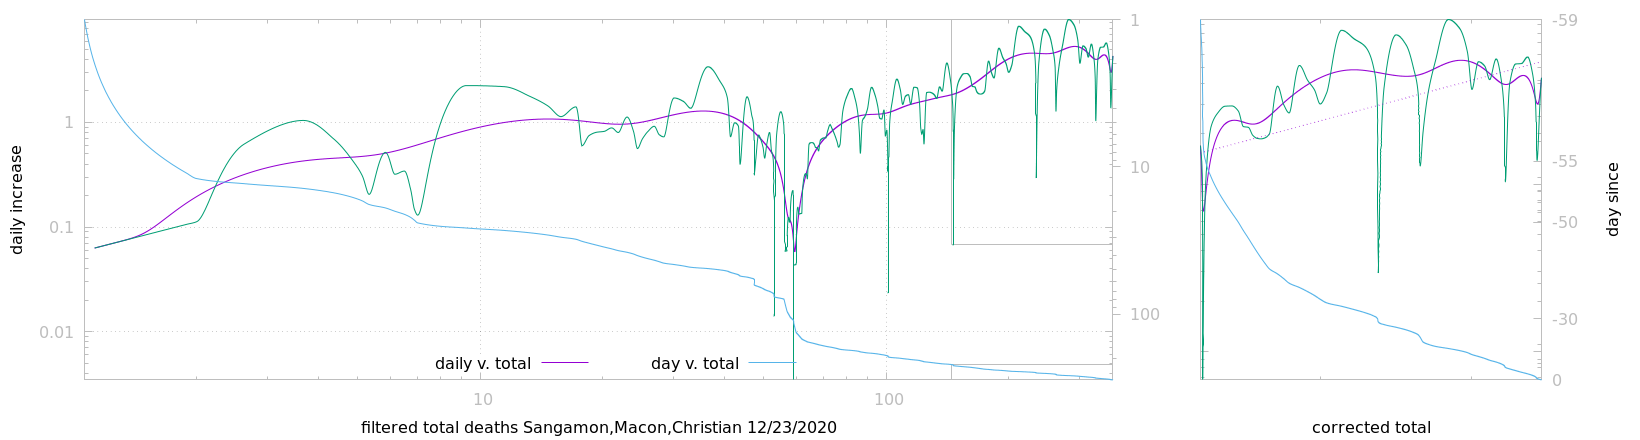 1
0.1
0.01
daily increase
10
100
filtered total deaths Sangamon,Macon,Christian 12/23/2020
daily v. total
day v. total
1
10
100
-59
-55
-50
-30
0
day since
corrected total